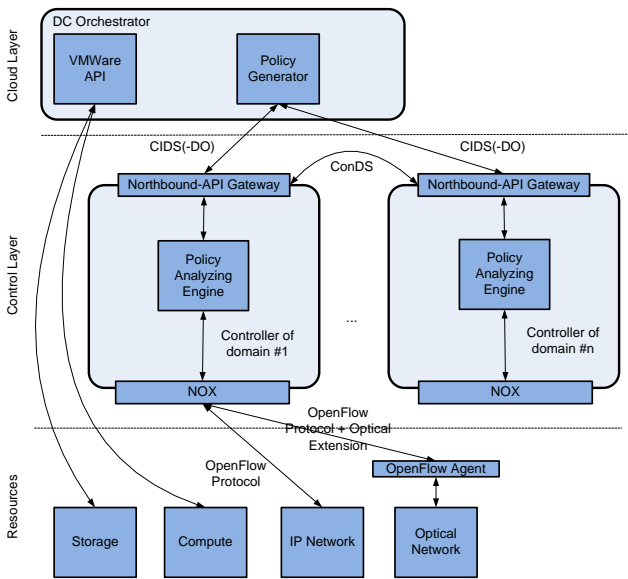 Cloud Layer
DC Orchestrator
VMWare
API
Policy
Generator
CIDS(-DO)
CIDS(-DO)
ConDS
Control Layer
Northbound-API Gateway
Northbound-API Gateway
Policy
Analyzing
Engine
Policy
Analyzing
Engine
Controller of
domain #1
...
Controller of
domain #n
NOX
NOX
OpenFlow
Protocol + Optical
Extension
OpenFlow
Protocol
OpenFlow Agent
Resources
Storage
Compute
IP Network
Optical
Network